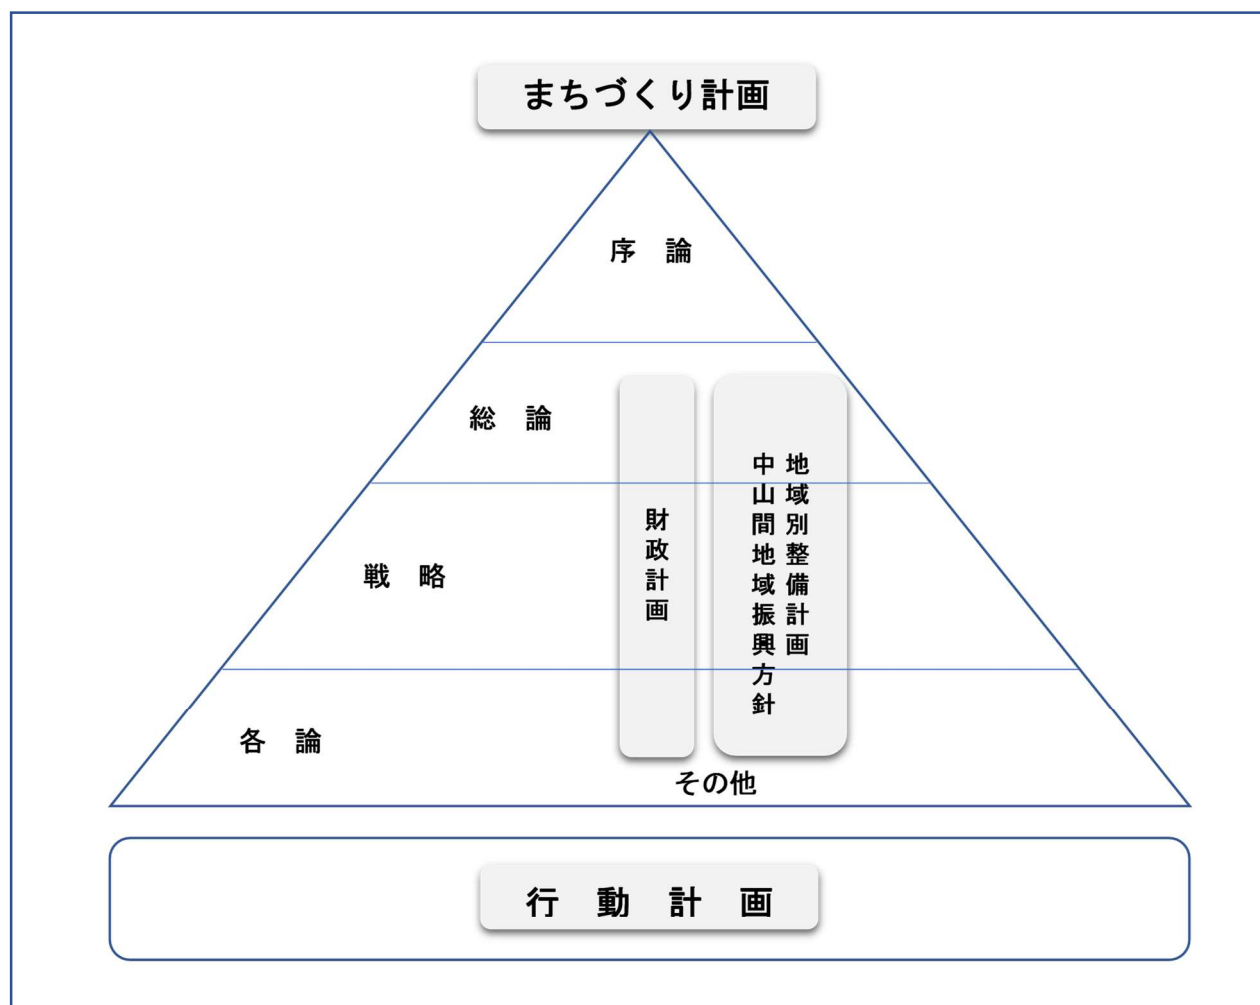 まちづくり計画
序　論
総　論
地域別整備計画
中山間地域振興方針
財政計画
戦　略
各　論
その他
行　動　計　画